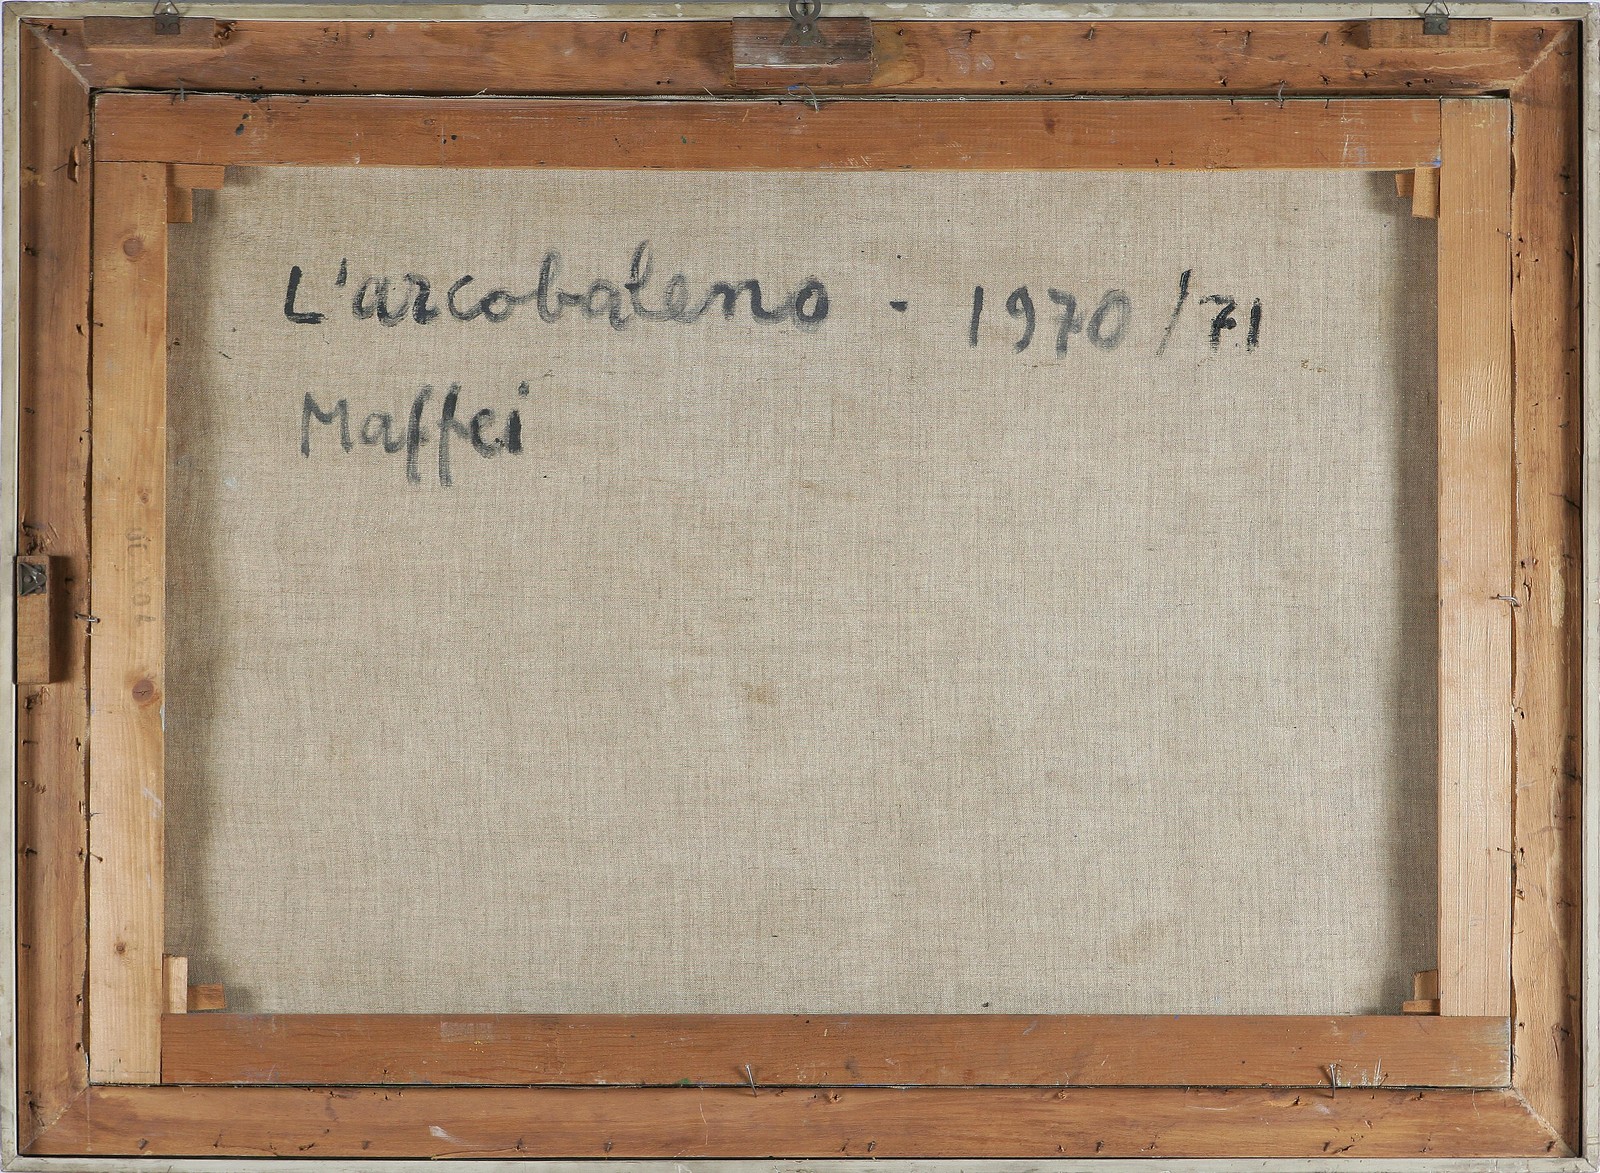 L'arcobaleno - 1970/71
Maffei